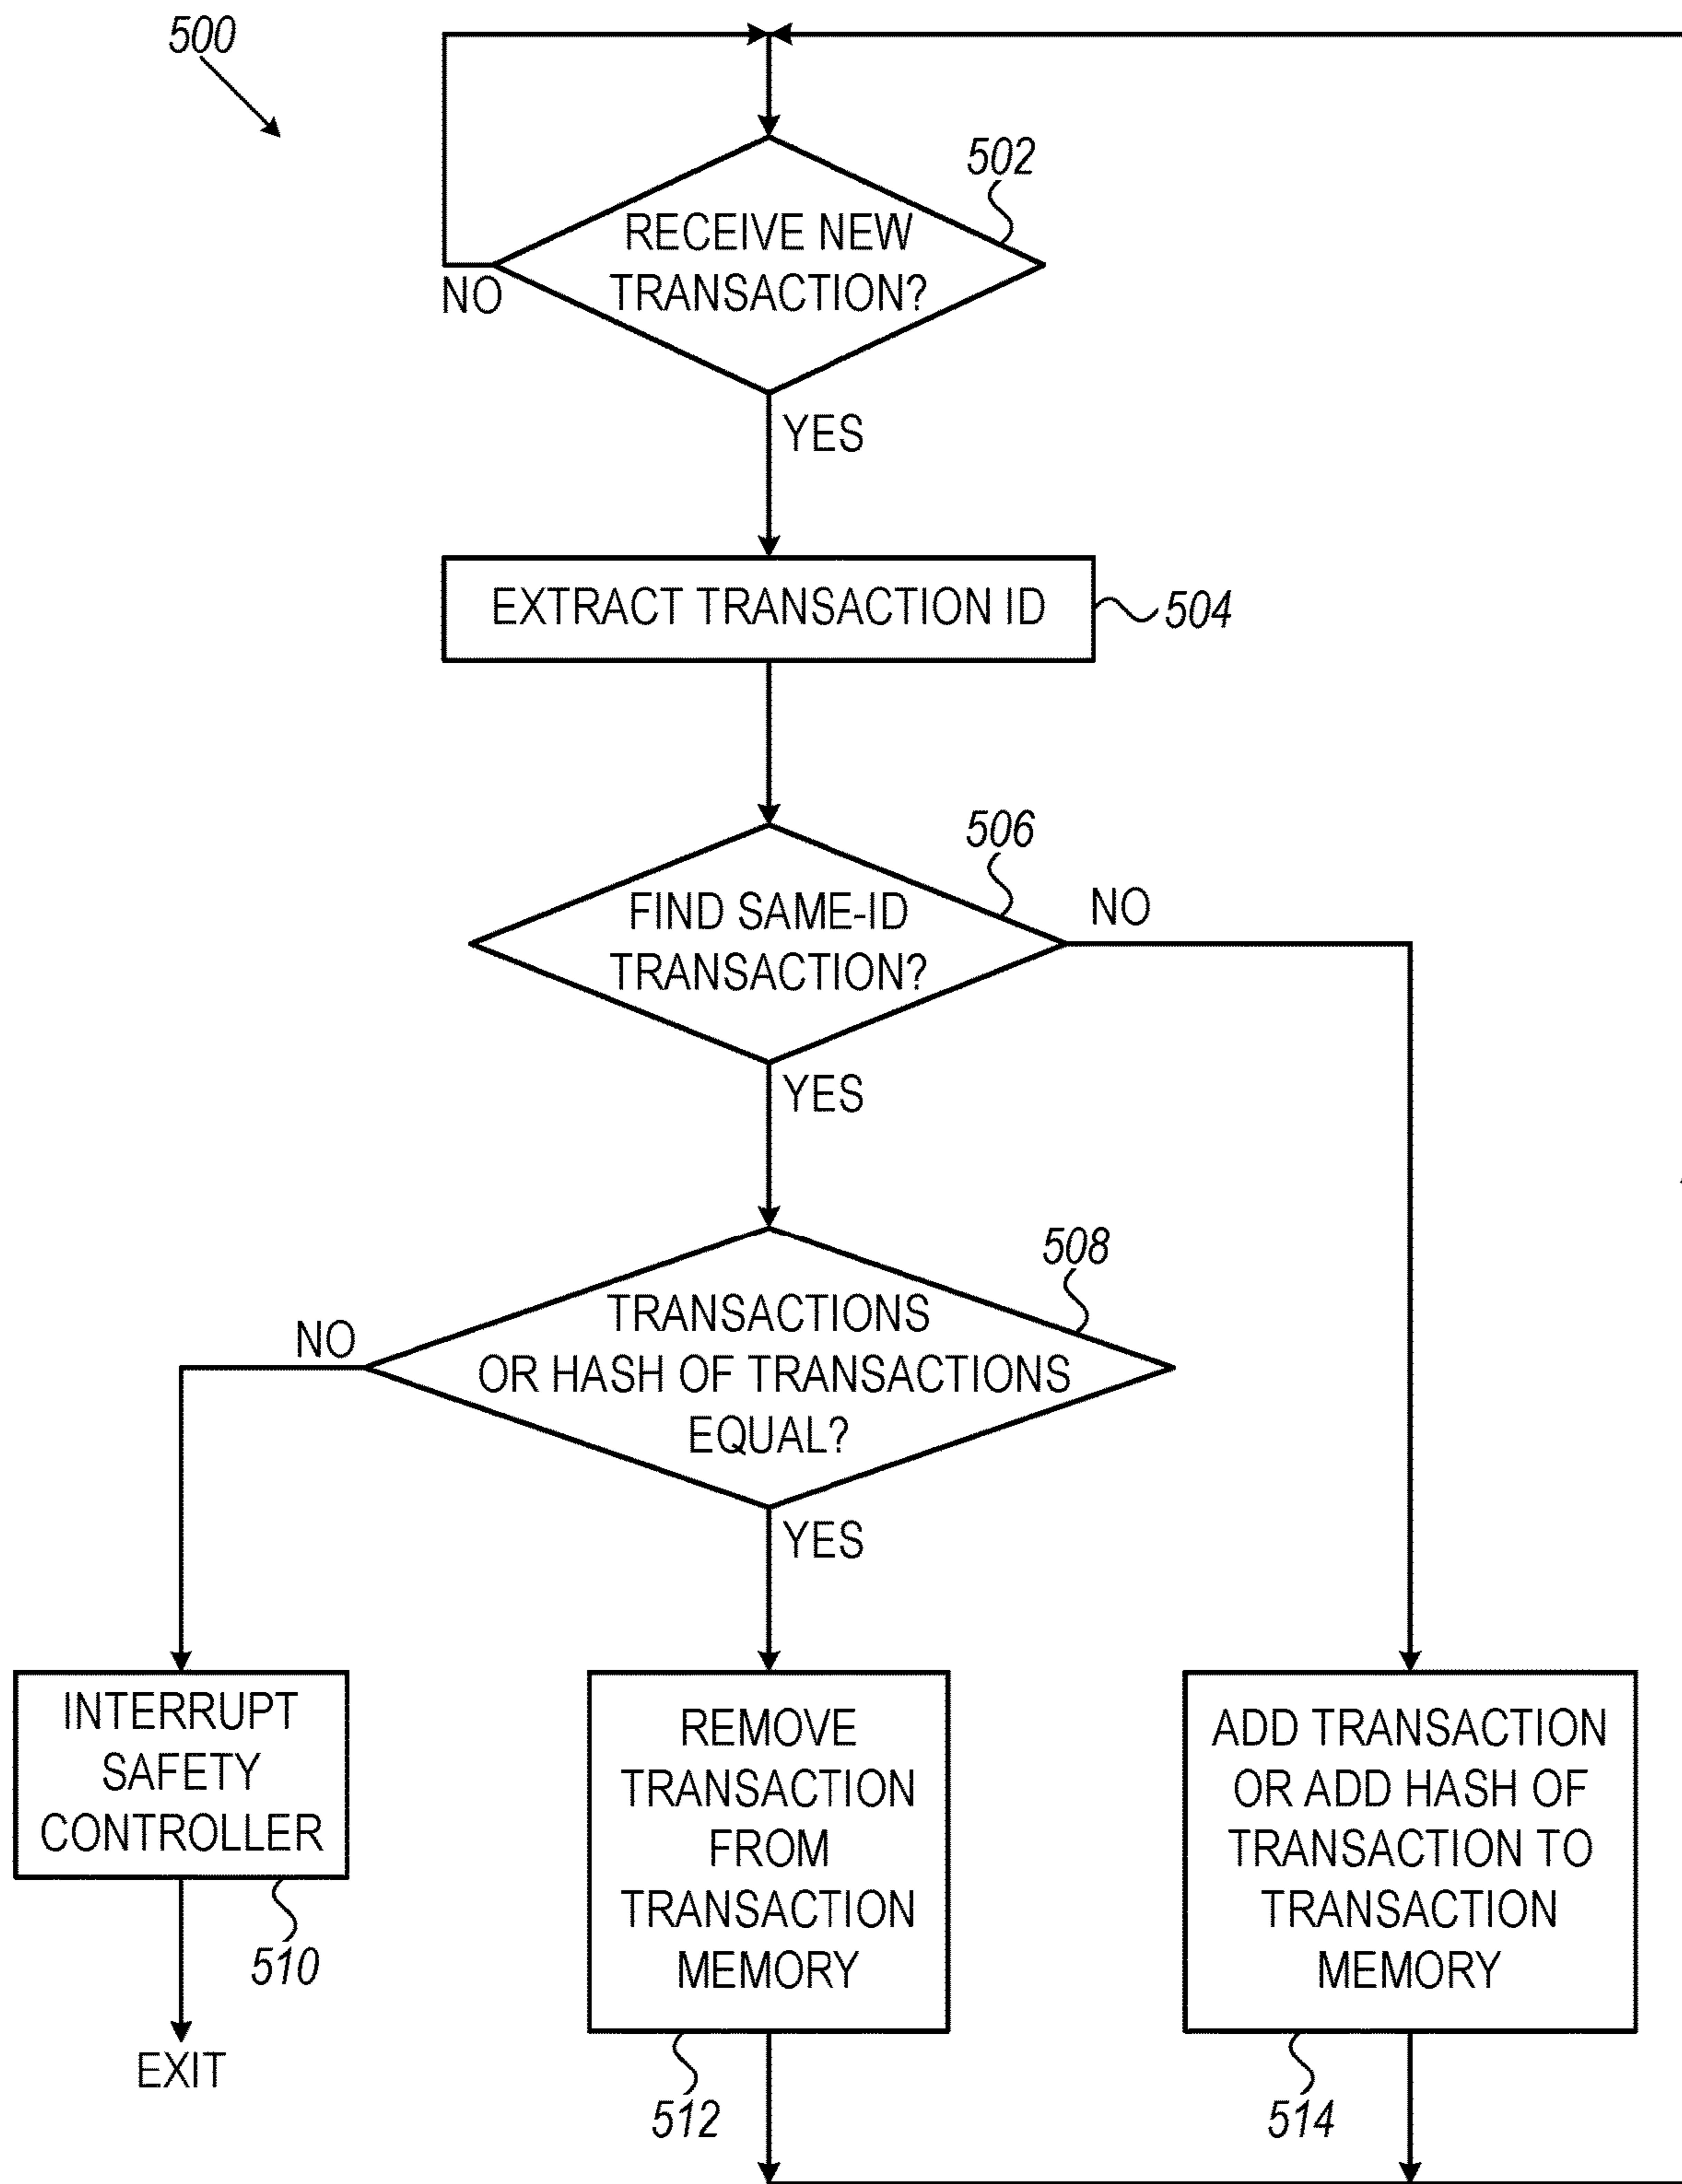 500
502
RECEIVE NEW
TRANSACTION?
NO
YES
EXTRACT TRANSACTION ID
504
506
FIND SAME-ID
TRANSACTION?
NO
YES
508
TRANSACTIONS
OR HASH OF TRANSACTIONS
EQUAL?
NO
YES
INTERRUPT
SAFETY
CONTROLLER
510
EXIT
REMOVE
TRANSACTION
FROM
TRANSACTION
MEMORY
512
ADD TRANSACTION
OR ADD HASH OF
TRANSACTION TO
TRANSACTION
MEMORY
514